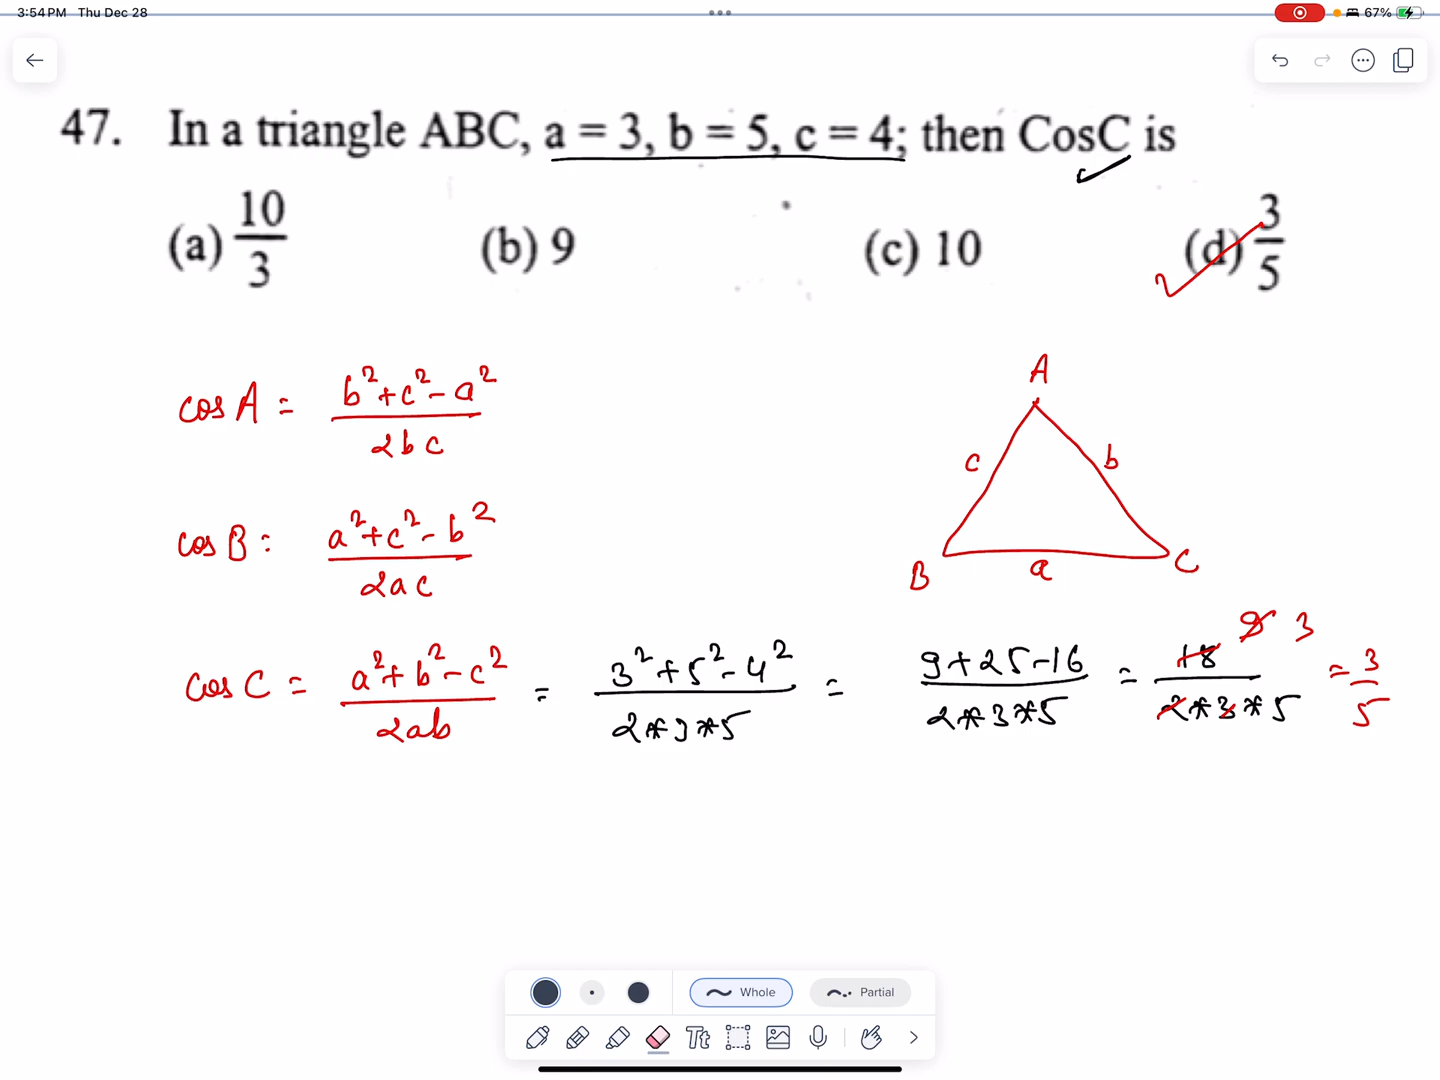 3:54 PM Thu Dec 28
67%
47. In a triangle ABC, a = 3, b = 5, c = 4; then CosC is
(a) 10/3 (b) 9 (c) 10 (d) 3/5
cos A = b²+c²-a² / 2bc
cos B = a²+c²-b² / 2ac
cos C = a²+b²-c² / 2ab = 3²+5²-4² / 2*3*5 = 9+25-16 / 2*3*5 = 18 / 2*3*5 = 3/5
9 3
A
c b
B a C
Whole Partial
Tt